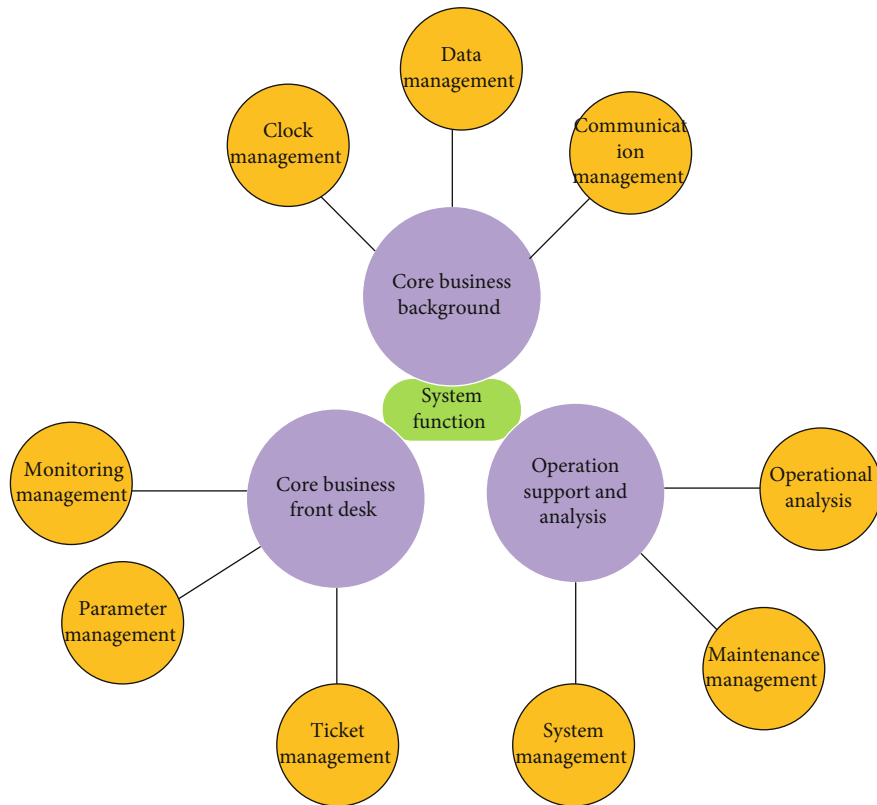 Data
management
Clock
management
Communicat
ion
management
Core business
background
System
function
Monitoring
management
Core business
front desk
Operation
support and
analysis
Operational
analysis
Parameter
management
Maintenance
management
Ticket
management
System
management